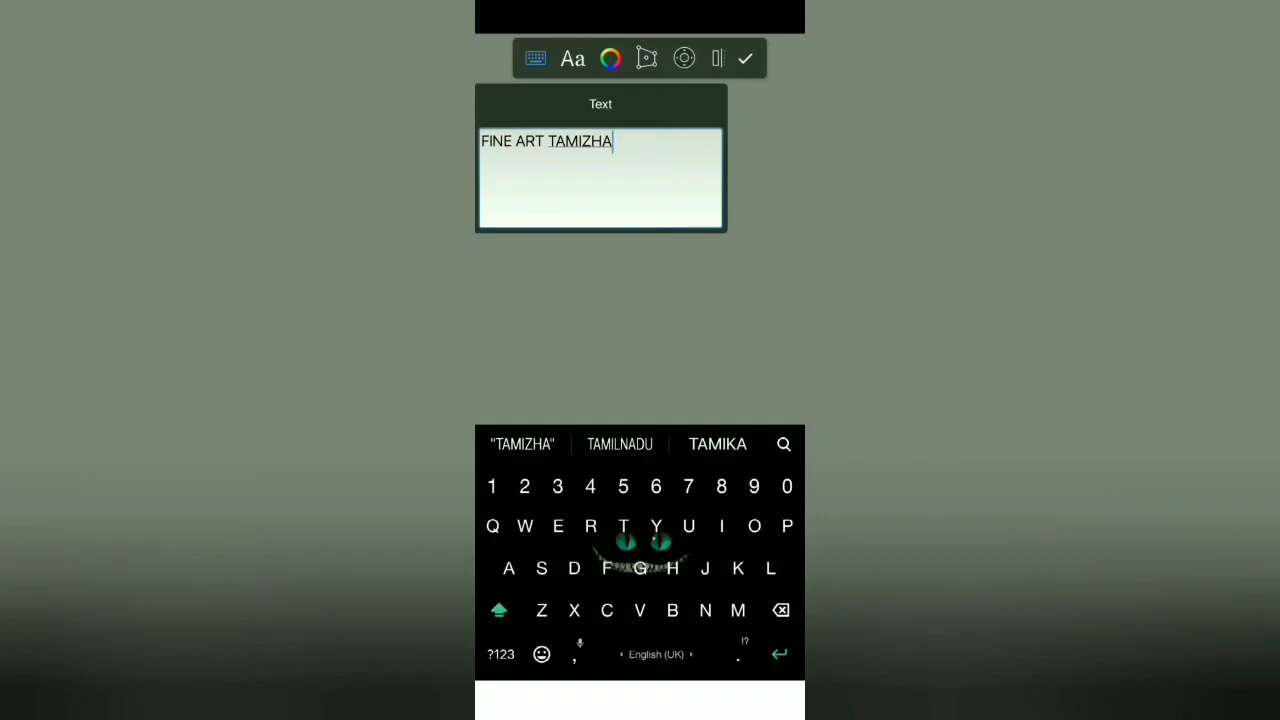 Aa
Text
FINE ART TAMIZHA
"TAMIZHA" TAMILNADU TAMIKA
1 2 3 4 5 6 7 8 9 0
Q W E R T Y U I O P
A S D F G H J K L
Z X C V B N M
!?
?123 , English (UK) .